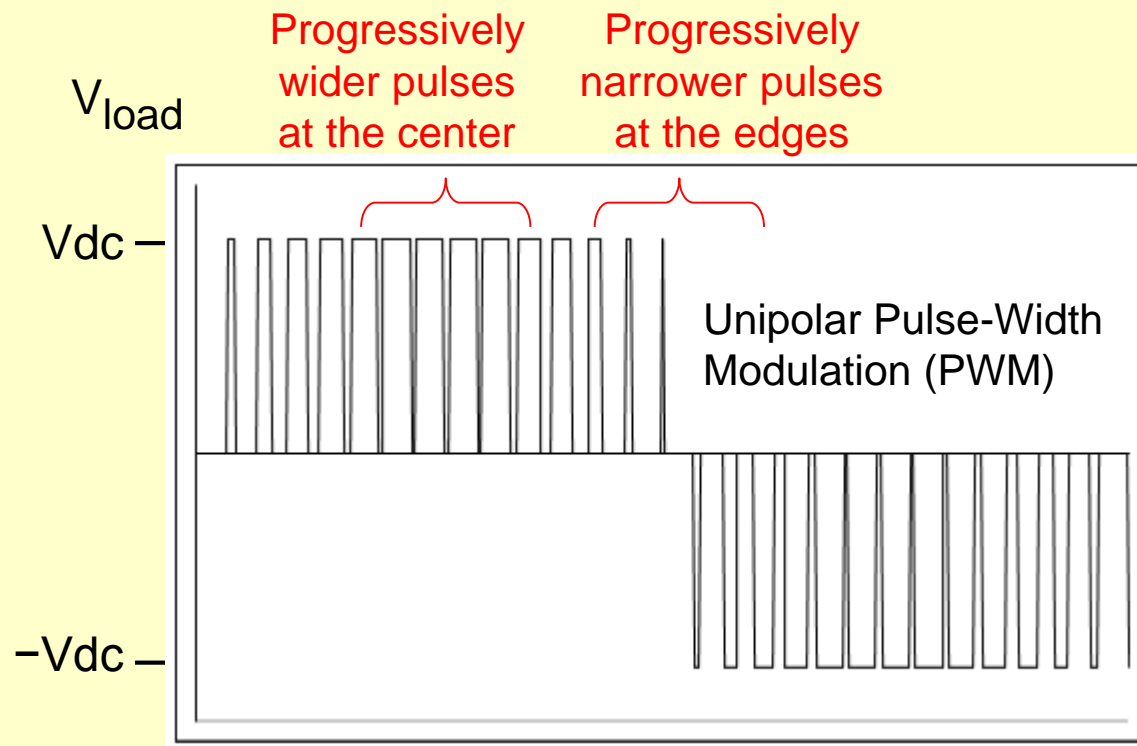 Progressively
wider pulses
at the center
Progressively
narrower pulses
at the edges
Vload
Vdc
Unipolar Pulse-Width
Modulation (PWM)
−Vdc